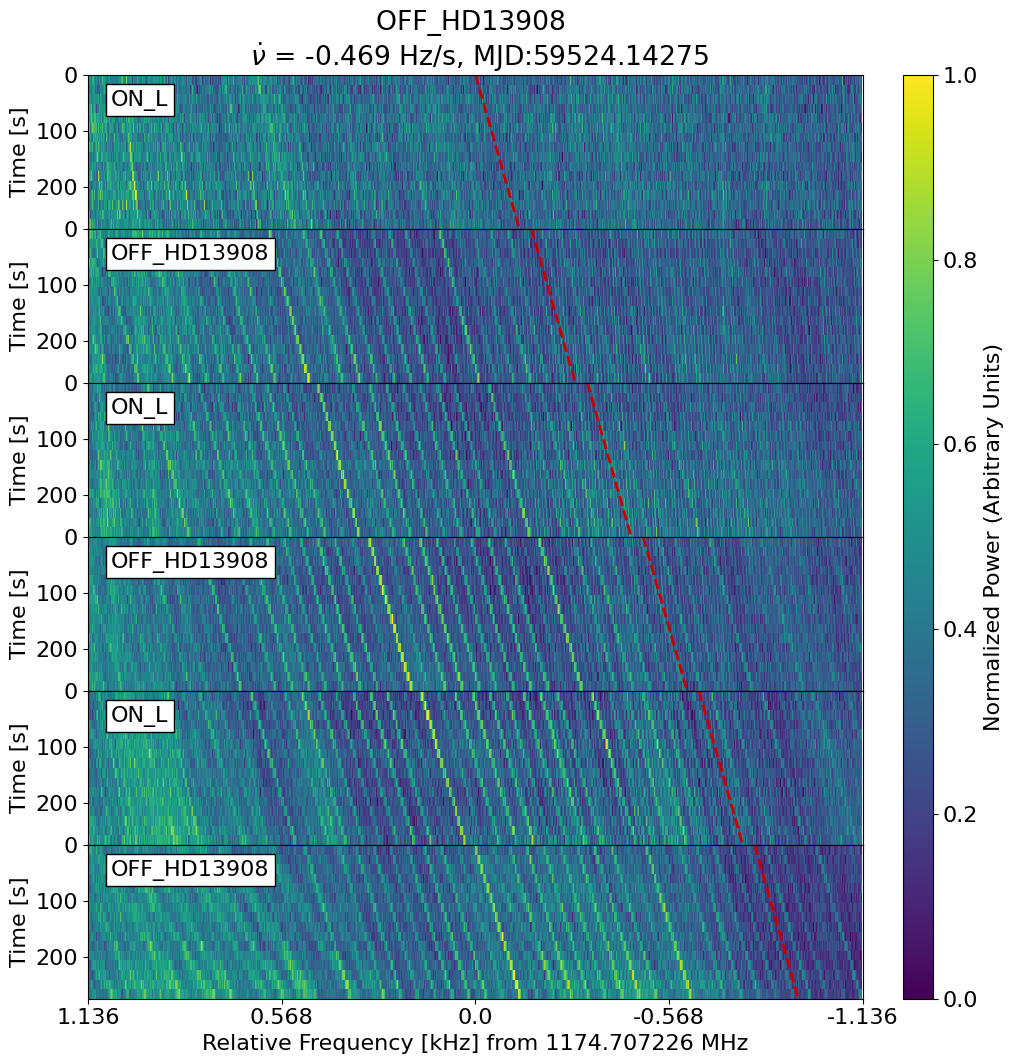 OFF_HD13908
ν̇ = -0.469 Hz/s, MJD:59524.14275
0
100
200
Time [s]
ON_L
0
100
200
Time [s]
OFF_HD13908
0
100
200
Time [s]
ON_L
0
100
200
Time [s]
OFF_HD13908
0
100
200
Time [s]
ON_L
0
100
200
Time [s]
OFF_HD13908
1.136
0.568
0.0
-0.568
-1.136
Relative Frequency [kHz] from 1174.707226 MHz
1.0
0.8
0.6
0.4
0.2
0.0
Normalized Power (Arbitrary Units)